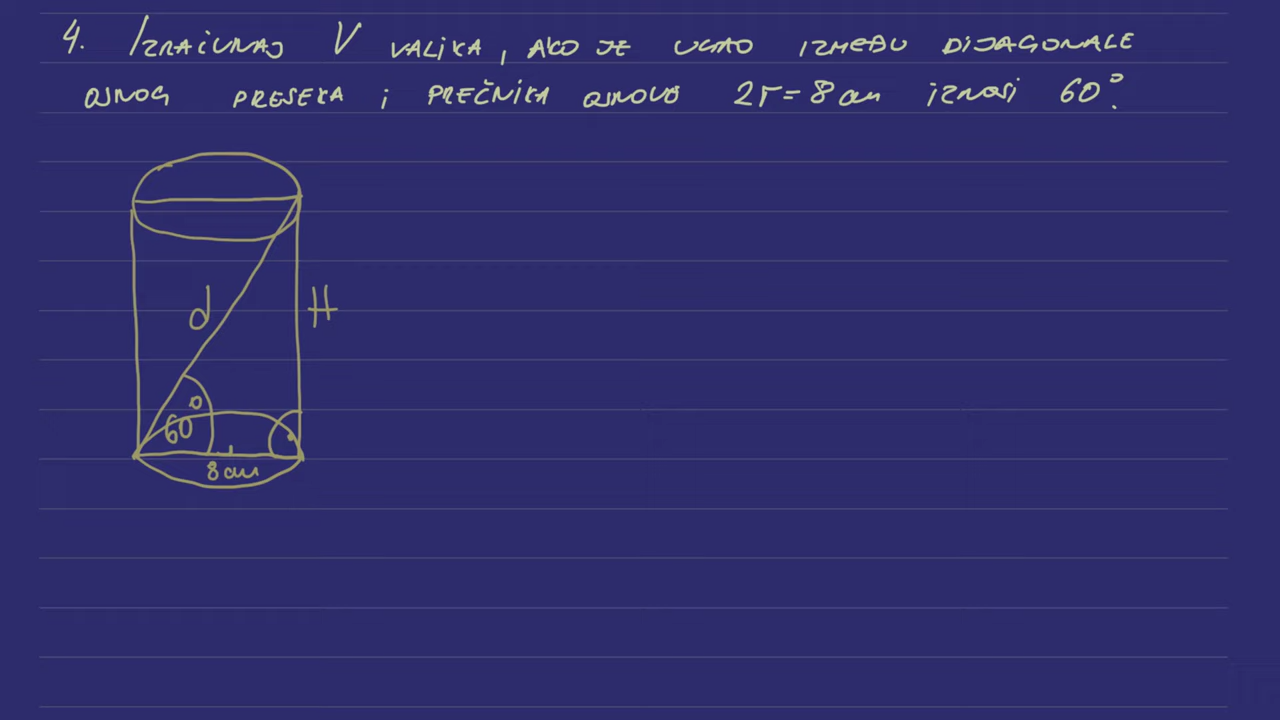 4. IZRAČUNAJ V VALJKA, AKO JE UGAO IZMEĐU DIJAGONALE
OSNOG PRESEKA i PREČNIKA OSNOVE 2r = 8 cm iznosi 60°.
d
H
60°
8 cm